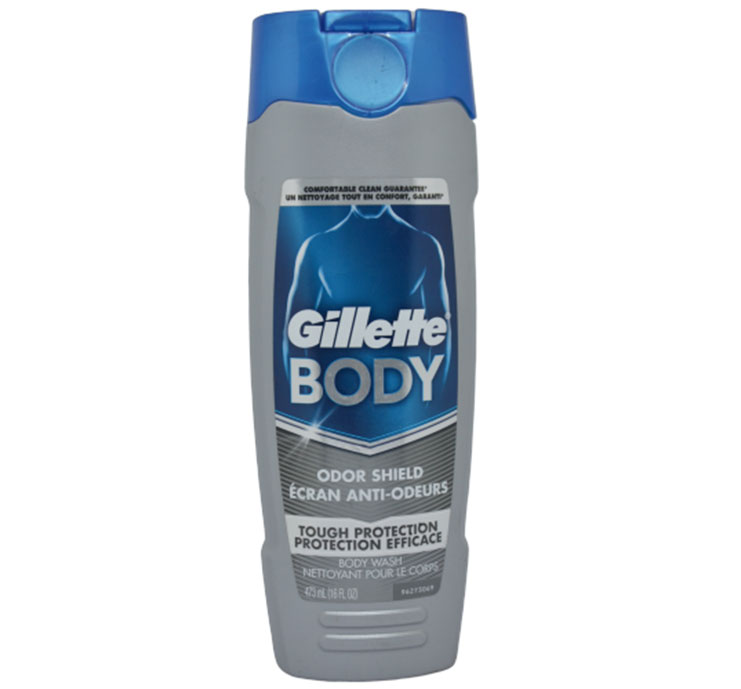 COMFORTABLE CLEAN GUARANTEE*
UN NETTOYAGE TOUT EN CONFORT, GARANTI*
Gillette®
BODY
ODOR SHIELD
ÉCRAN ANTI-ODEURS
TOUGH PROTECTION
PROTECTION EFFICACE
BODY WASH
NETTOYANT POUR LE CORPS
475 mL (16 FL OZ)